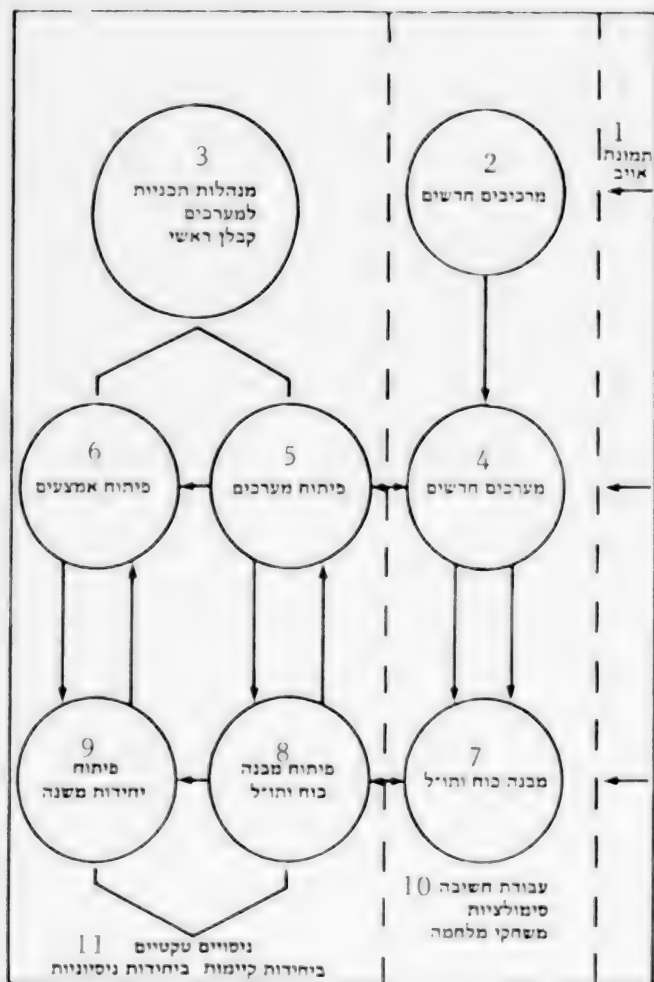 1
תמונת
אויב
2
מרכיבים חדשים
3
מנהלות תכניות
למערכים
קבלן ראשי
4
מערכים חדשים
5
פיתוח מערכים
6
פיתוח אמצעים
7
מבנה כוח ותו״ל
8
פיתוח מבנה
כוח ותו״ל
9
פיתוח
יחידות משנה
10 עבודת חשיבה
סימולציות
משחקי מלחמה
11 ניסויים טקטיים
ביחידות קיימות ביחידות ניסיוניות